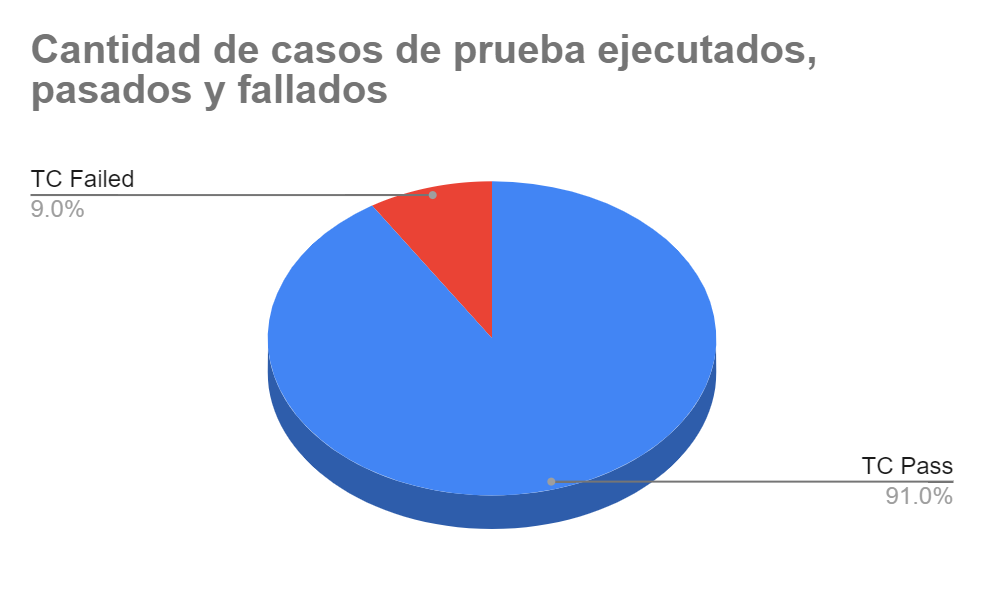 Cantidad de casos de prueba ejecutados,
pasados y fallados
TC Failed
9.0%
TC Pass
91.0%